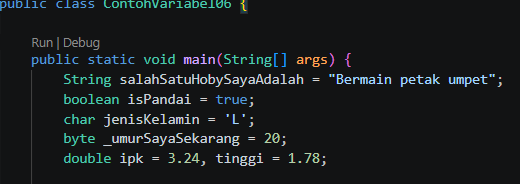 public class ContohVariabel06 {
Run | Debug
public static void main(String[] args) {
String salahSatuHobySayaAdalah = "Bermain petak umpet";
boolean isPandai = true;
char jenisKelamin = 'L';
byte _umurSayaSekarang = 20;
double ipk = 3.24, tinggi = 1.78;